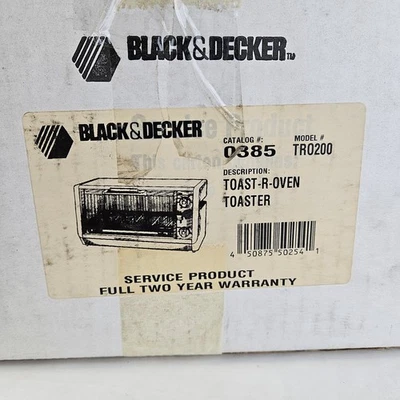 BLACK&DECKER TM
BLACK&DECKER
CATALOG #:
0385
MODEL #
TRO200
DESCRIPTION:
TOAST-R-OVEN
TOASTER
4 50875 50254 1
SERVICE PRODUCT
FULL TWO YEAR WARRANTY